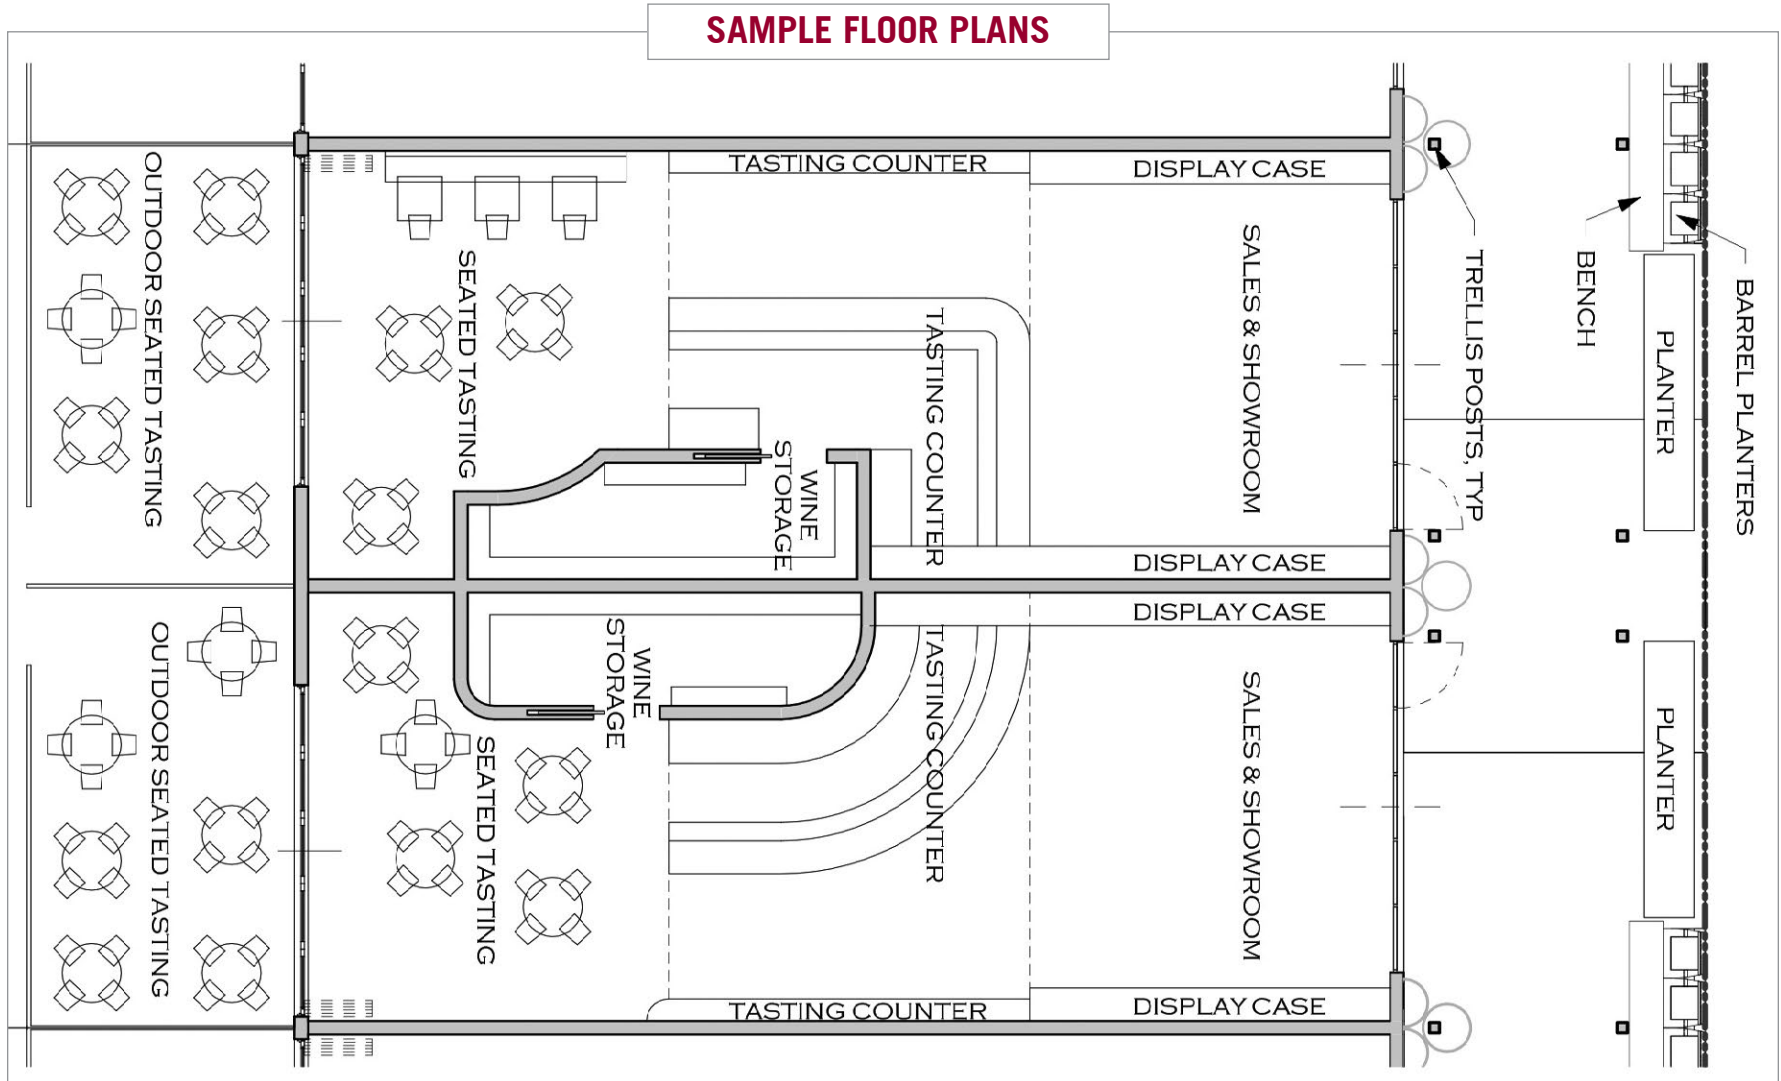 SAMPLE FLOOR PLANS
TASTING COUNTER
DISPLAY CASE
OUTDOOR SEATED TASTING
SEATED TASTING
TASTING COUNTER
SALES & SHOWROOM
TRELLIS POSTS, TYP
BENCH
PLANTER
BARREL PLANTERS
WINE
STORAGE
DISPLAY CASE
DISPLAY CASE
OUTDOOR SEATED TASTING
SEATED TASTING
WINE
STORAGE
TASTING COUNTER
SALES & SHOWROOM
PLANTER
TASTING COUNTER
DISPLAY CASE